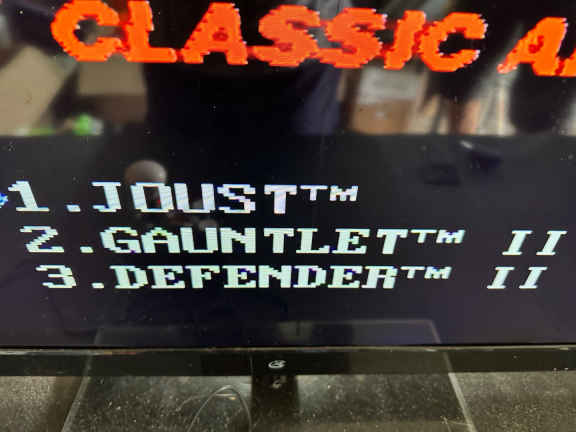 CLASSIC A
1.JOUST™
2.GAUNTLET™ II
3.DEFENDER™ II